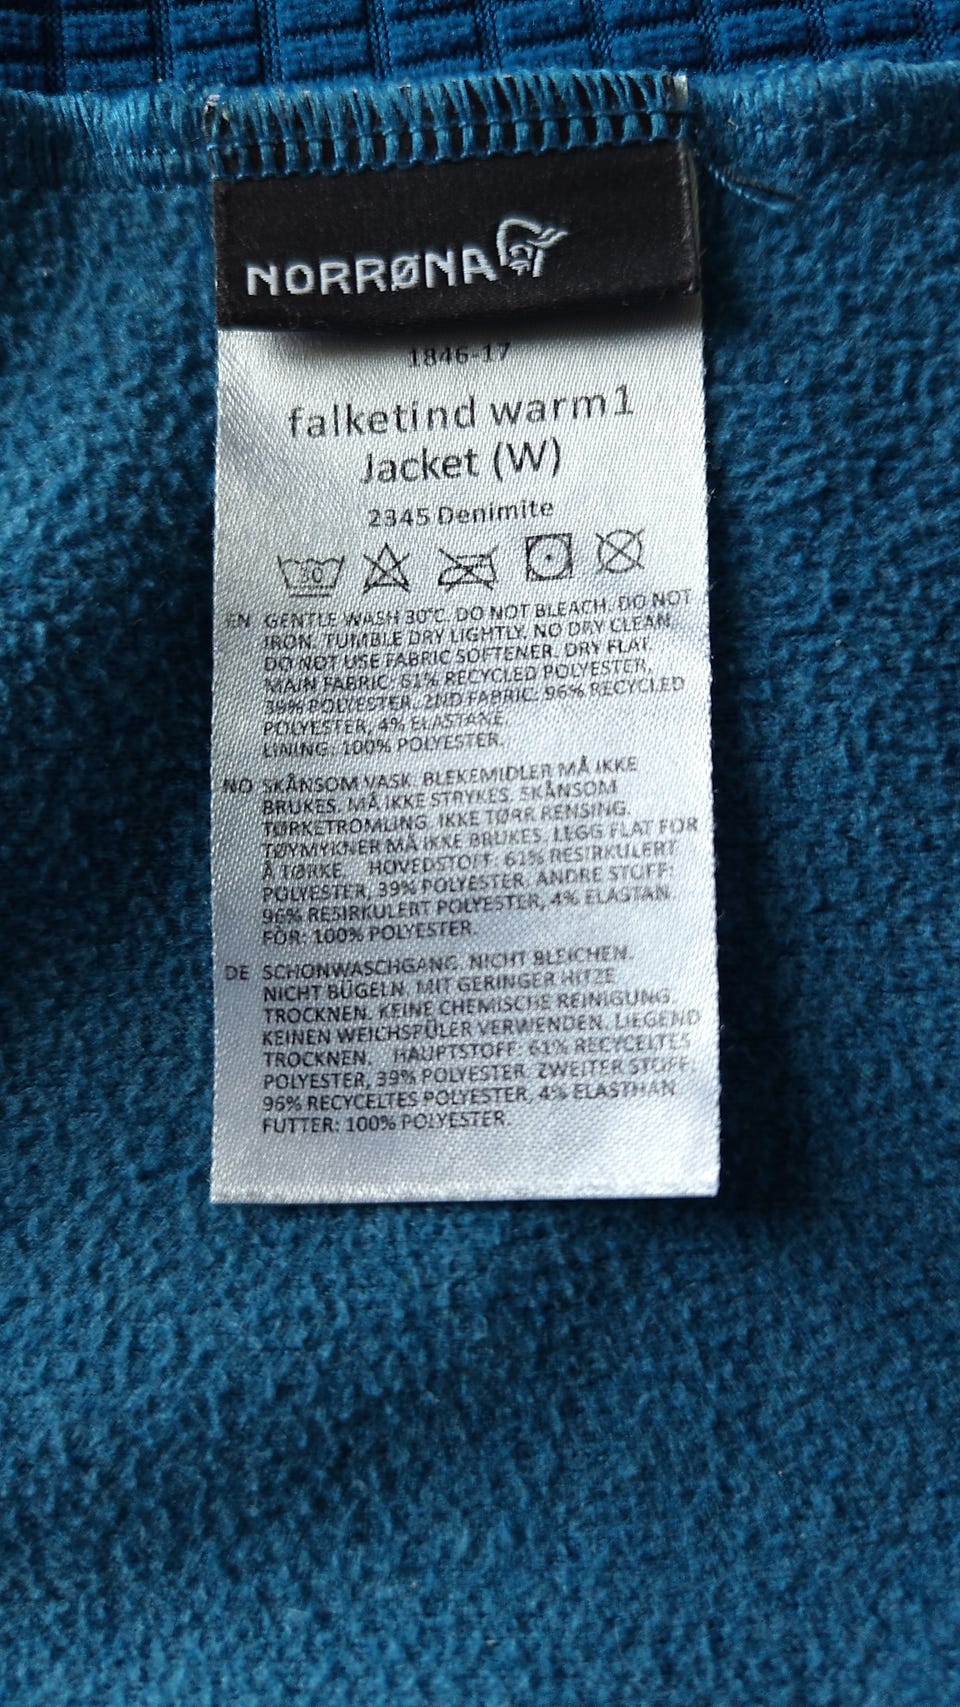 NORRØNA
1846-17
falketind warm1
Jacket (W)
2345 Denimite
30
EN GENTLE WASH 30°C. DO NOT BLEACH. DO NOT
IRON. TUMBLE DRY LIGHTLY. NO DRY CLEAN.
DO NOT USE FABRIC SOFTENER. DRY FLAT.
MAIN FABRIC: 61% RECYCLED POLYESTER,
39% POLYESTER. 2ND FABRIC: 96% RECYCLED
POLYESTER, 4% ELASTANE.
LINING: 100% POLYESTER.
NO SKÅNSOM VASK. BLEKEMIDLER MÅ IKKE
BRUKES. MÅ IKKE STRYKES. SKÅNSOM
TØRKETROMLING. IKKE TØRR RENSING.
TØYMYKNER MÅ IKKE BRUKES. LEGG FLAT FOR
Å TØRKE. HOVEDSTOFF: 61% RESIRKULERT
POLYESTER, 39% POLYESTER. ANDRE STOFF:
96% RESIRKULERT POLYESTER, 4% ELASTAN.
FÔR: 100% POLYESTER.
DE SCHONWASCHGANG. NICHT BLEICHEN.
NICHT BÜGELN. MIT GERINGER HITZE
TROCKNEN. KEINE CHEMISCHE REINIGUNG.
KEINEN WEICHSPÜLER VERWENDEN. LIEGEND
TROCKNEN. HAUPTSTOFF: 61% RECYCELTES
POLYESTER, 39% POLYESTER. ZWEITER STOFF:
96% RECYCELTES POLYESTER, 4% ELASTHAN
FUTTER: 100% POLYESTER.